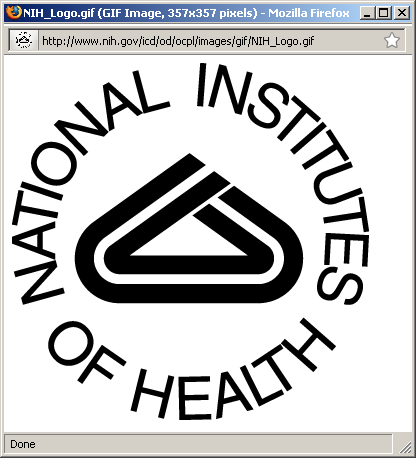 NIH_Logo.gif (GIF Image, 357x357 pixels) - Mozilla Firefox
http://www.nih.gov/icd/od/ocpl/images/gif/NIH_Logo.gif
NATIONAL INSTITUTES
OF HEALTH
Done